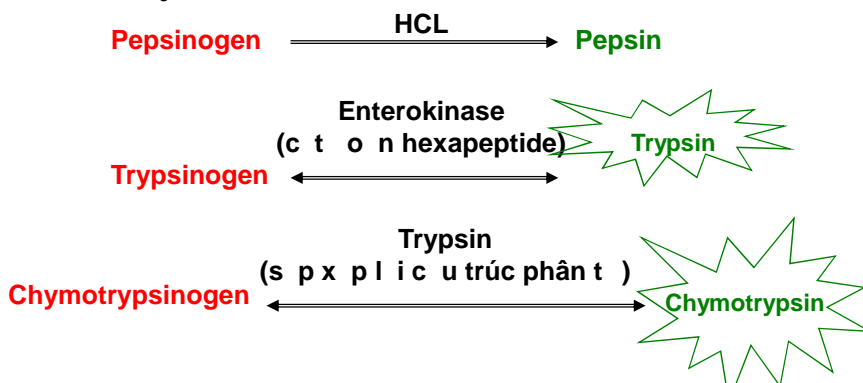 HCL
Pepsinogen Pepsin
Enterokinase
(c t o n hexapeptide)
Trypsin
Trypsinogen
Trypsin
(s p x p l i c u trúc phân t )
Chymotrypsinogen Chymotrypsin